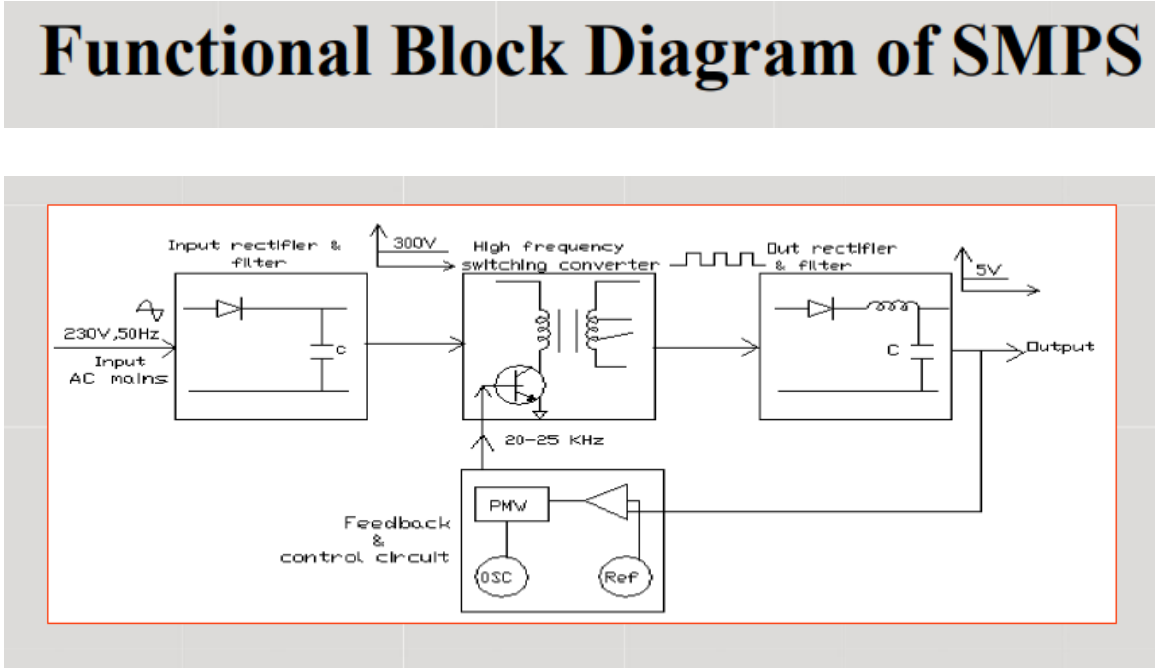 Functional Block Diagram of SMPS
Input rectifier &
filter
300V
High frequency
switching converter
Out rectifier
& filter
5V
230V,50Hz
Input
AC mains
C
C
Output
20-25 KHz
PMW
Feedback
&
control circuit
OSC
Ref